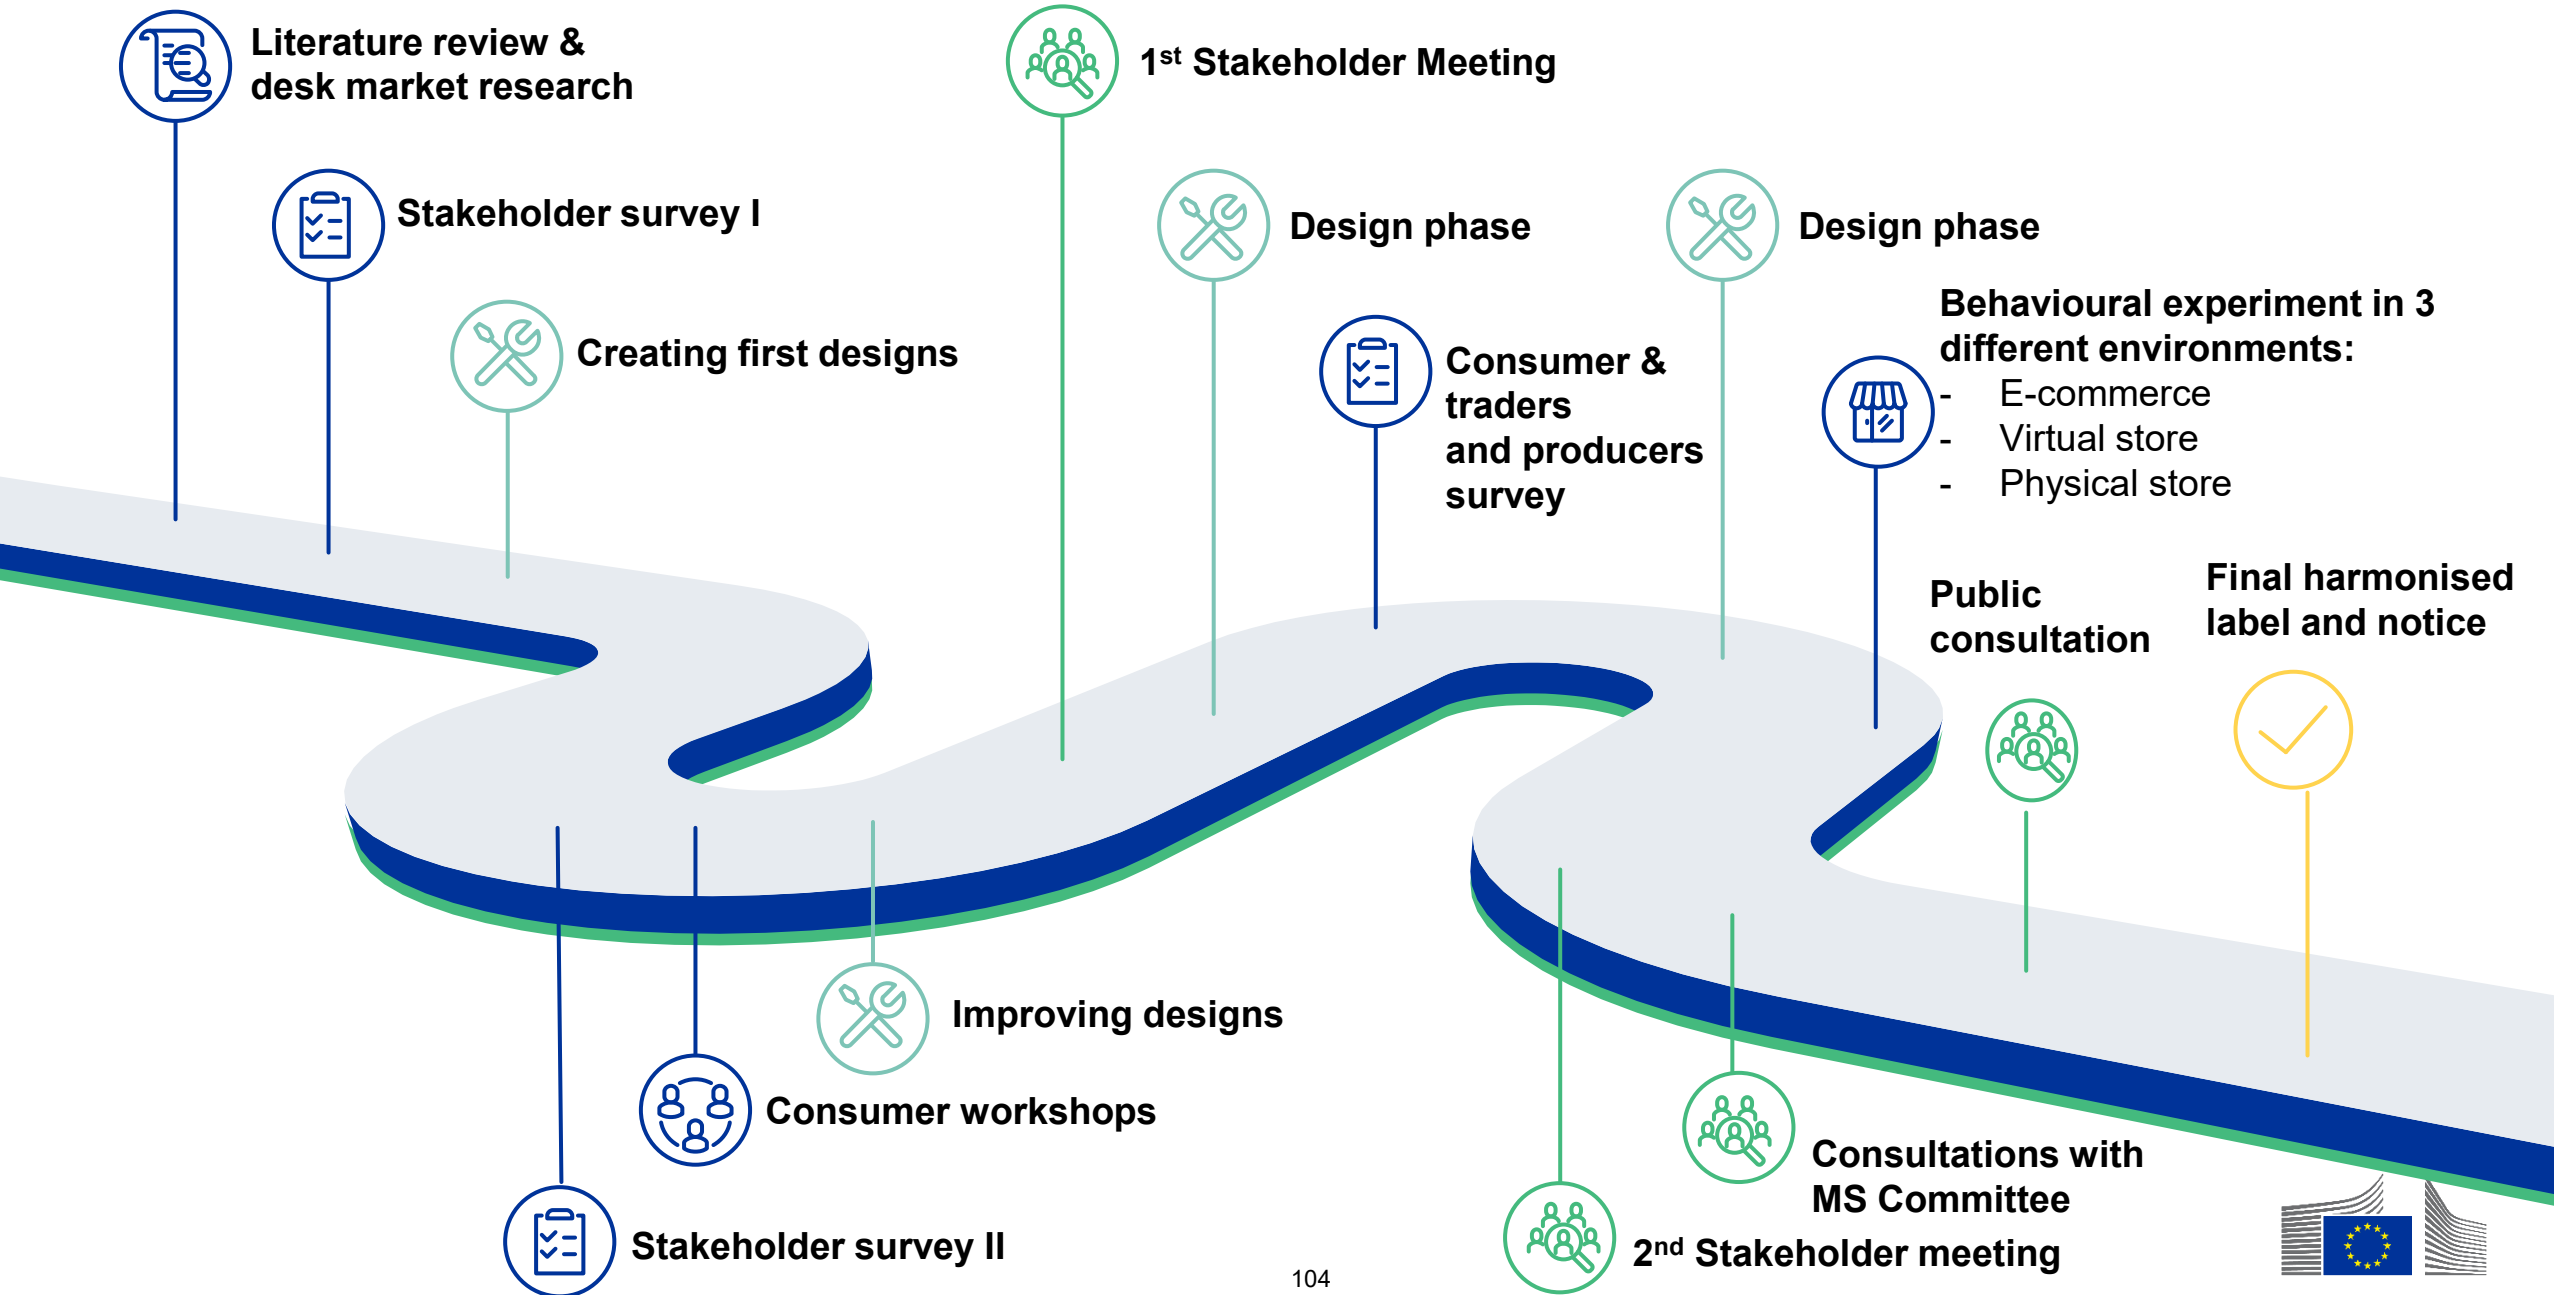 Literature review &
desk market research
Stakeholder survey I
Creating first designs
Stakeholder survey II
Consumer workshops
Improving designs
1st Stakeholder Meeting
Design phase
Consumer &
traders
and producers
survey
Design phase
Behavioural experiment in 3
different environments:
- E-commerce
- Virtual store
- Physical store
2nd Stakeholder meeting
Consultations with
MS Committee
Public
consultation
Final harmonised
label and notice
104